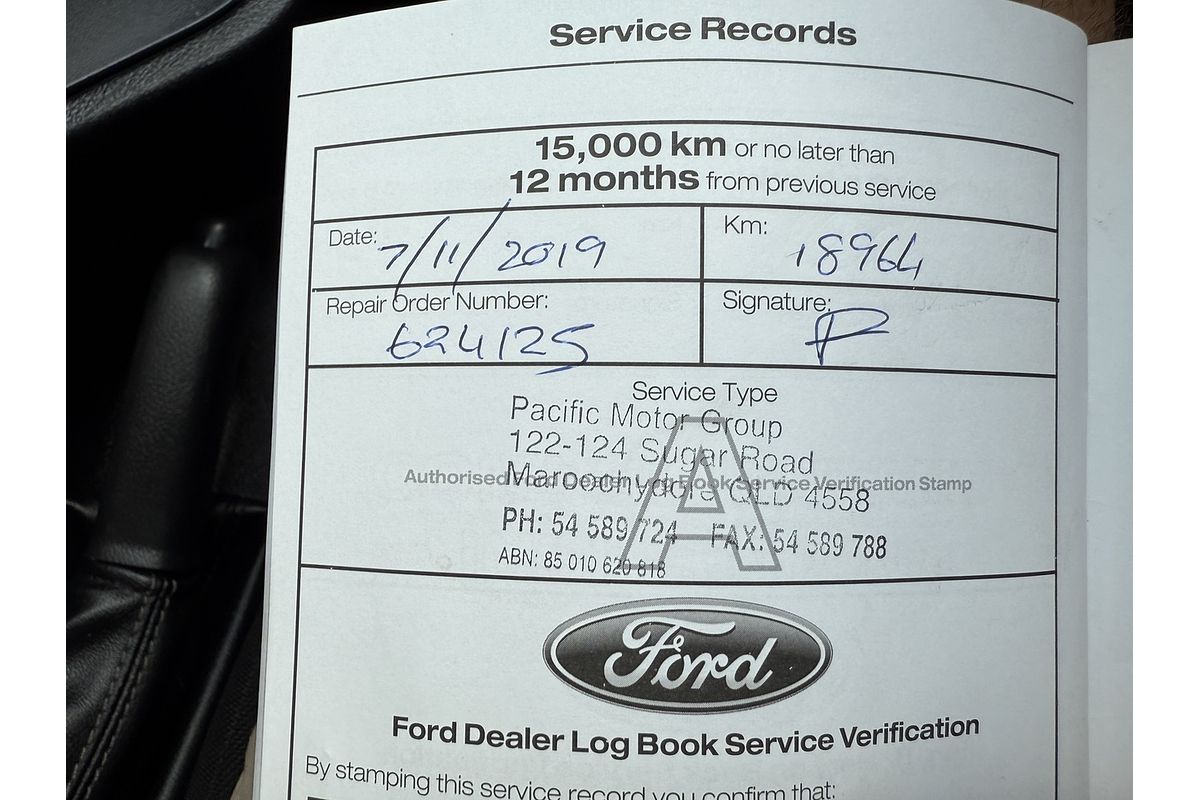 Service Records
15,000 km or no later than
12 months from previous service
Date: 7/11/2019
Km: 18964
Repair Order Number: 624125
Signature:
Service Type
A
Pacific Motor Group
122-124 Sugar Road
Authorised Ford Dealer Log Book Service Verification Stamp
Maroochydore QLD 4558
PH: 54 589 724 FAX: 54 589 788
ABN: 85 010 620 818
Ford
Ford Dealer Log Book Service Verification
By stamping this service record you confirm that: